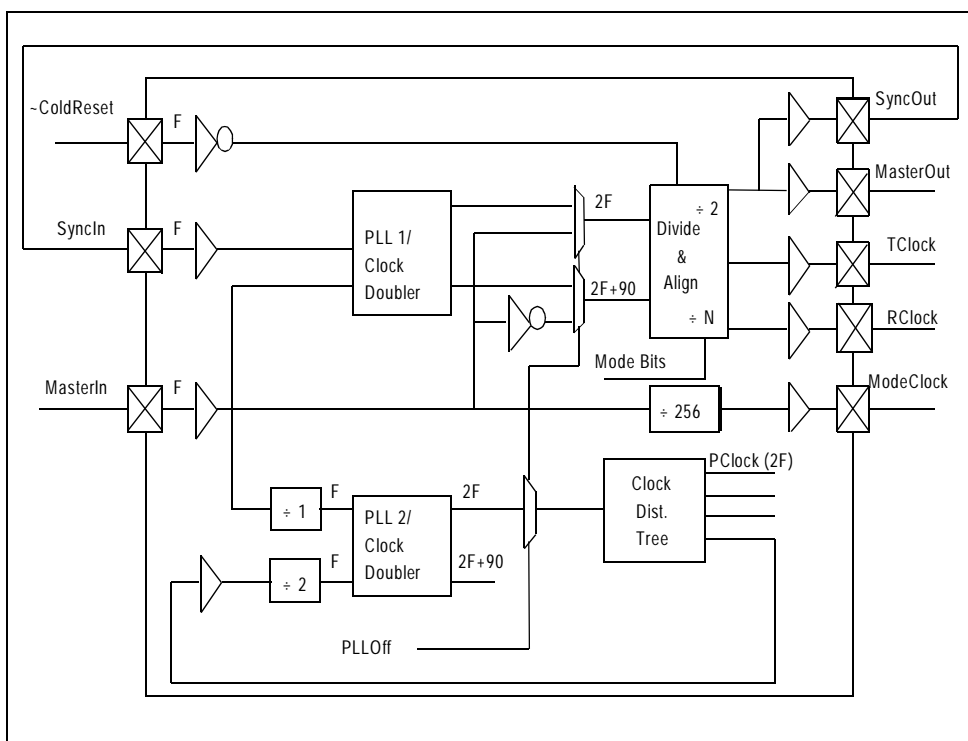 ~ColdReset
F
SyncOut
MasterOut
÷ 2
2F
Divide
&
Align
÷ N
SyncIn
F
PLL 1/
Clock
Doubler
TClock
2F+90
RClock
Mode Bits
MasterIn
F
÷ 256
ModeClock
PClock (2F)
÷ 1
F
PLL 2/
Clock
Doubler
2F
Clock
Dist.
Tree
÷ 2
F
2F+90
PLLOff